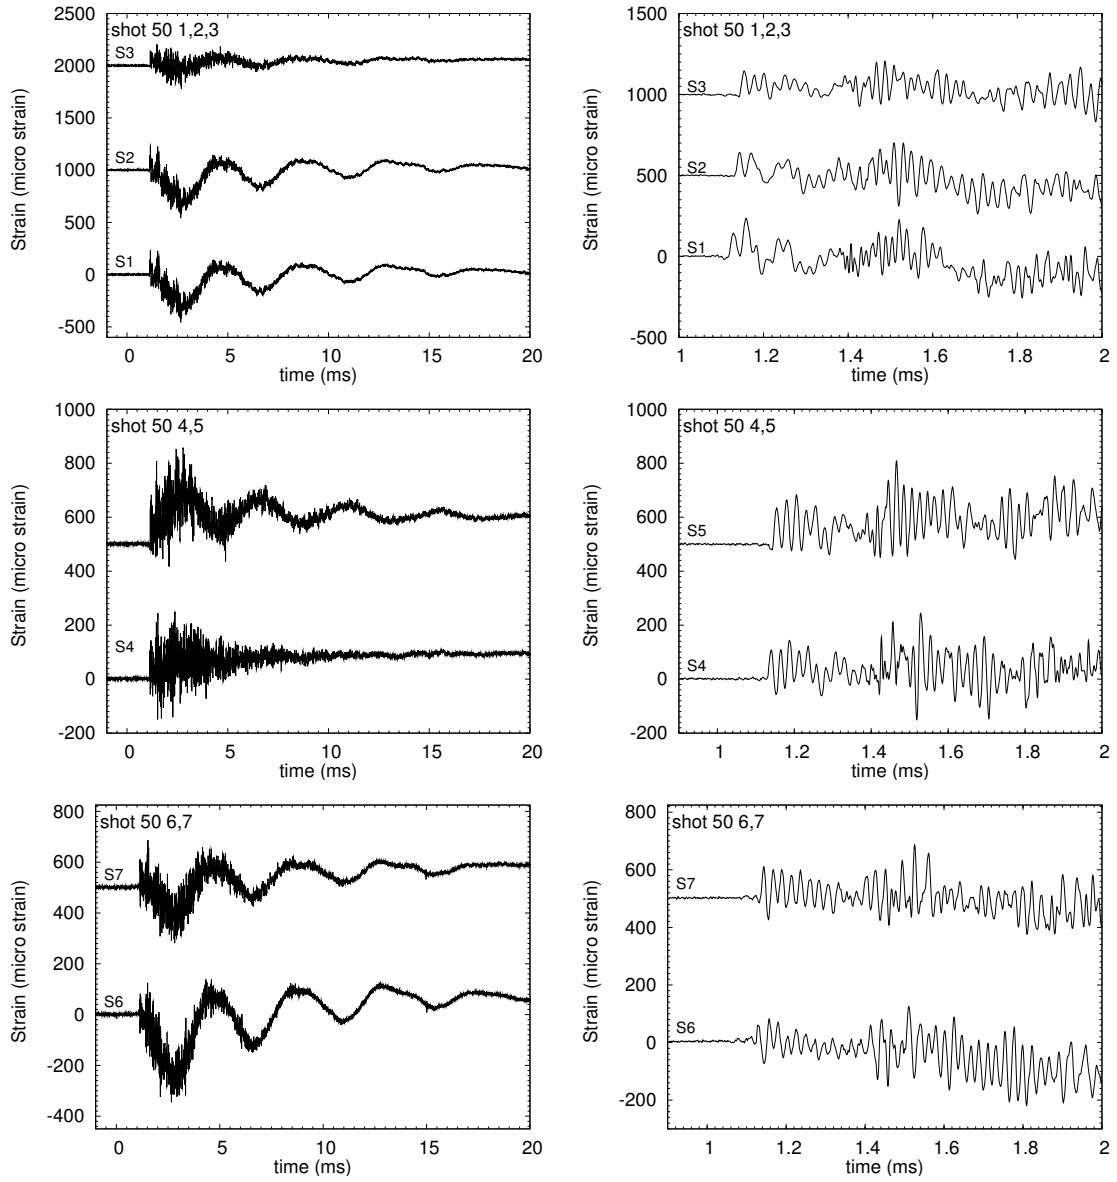 2500
2000
1500
1000
500
0
-500
0 5 10 15 20
Strain (micro strain)
time (ms)
shot 50 1,2,3
S3
S2
S1
1500
1000
500
0
-500
1 1.2 1.4 1.6 1.8 2
Strain (micro strain)
time (ms)
shot 50 1,2,3
S3
S2
S1
1000
800
600
400
200
0
-200
0 5 10 15 20
Strain (micro strain)
time (ms)
shot 50 4,5
S5
S4
1000
800
600
400
200
0
-200
1 1.2 1.4 1.6 1.8 2
Strain (micro strain)
time (ms)
shot 50 4,5
S5
S4
800
600
400
200
0
-200
-400
0 5 10 15 20
Strain (micro strain)
time (ms)
shot 50 6,7
S7
S6
800
600
400
200
0
-200
1 1.2 1.4 1.6 1.8 2
Strain (micro strain)
time (ms)
shot 50 6,7
S7
S6